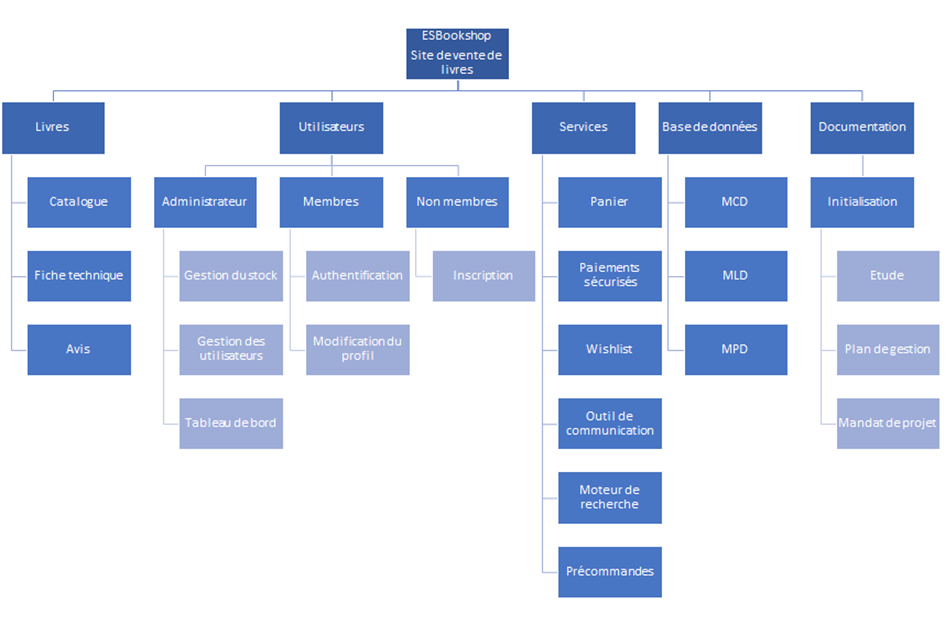 ESBookshop
Site de vente de
livres
Livres
Utilisateurs
Services
Base de données
Documentation
Catalogue
Administrateur
Membres
Non membres
Panier
MCD
Initialisation
Fiche technique
Gestion du stock
Authentification
Inscription
Paiements
sécurisés
MLD
Etude
Avis
Gestion des
utilisateurs
Modification du
profil
Wishlist
MPD
Plan de gestion
Tableau de bord
Outil de
communication
Mandat de projet
Moteur de
recherche
Précommandes